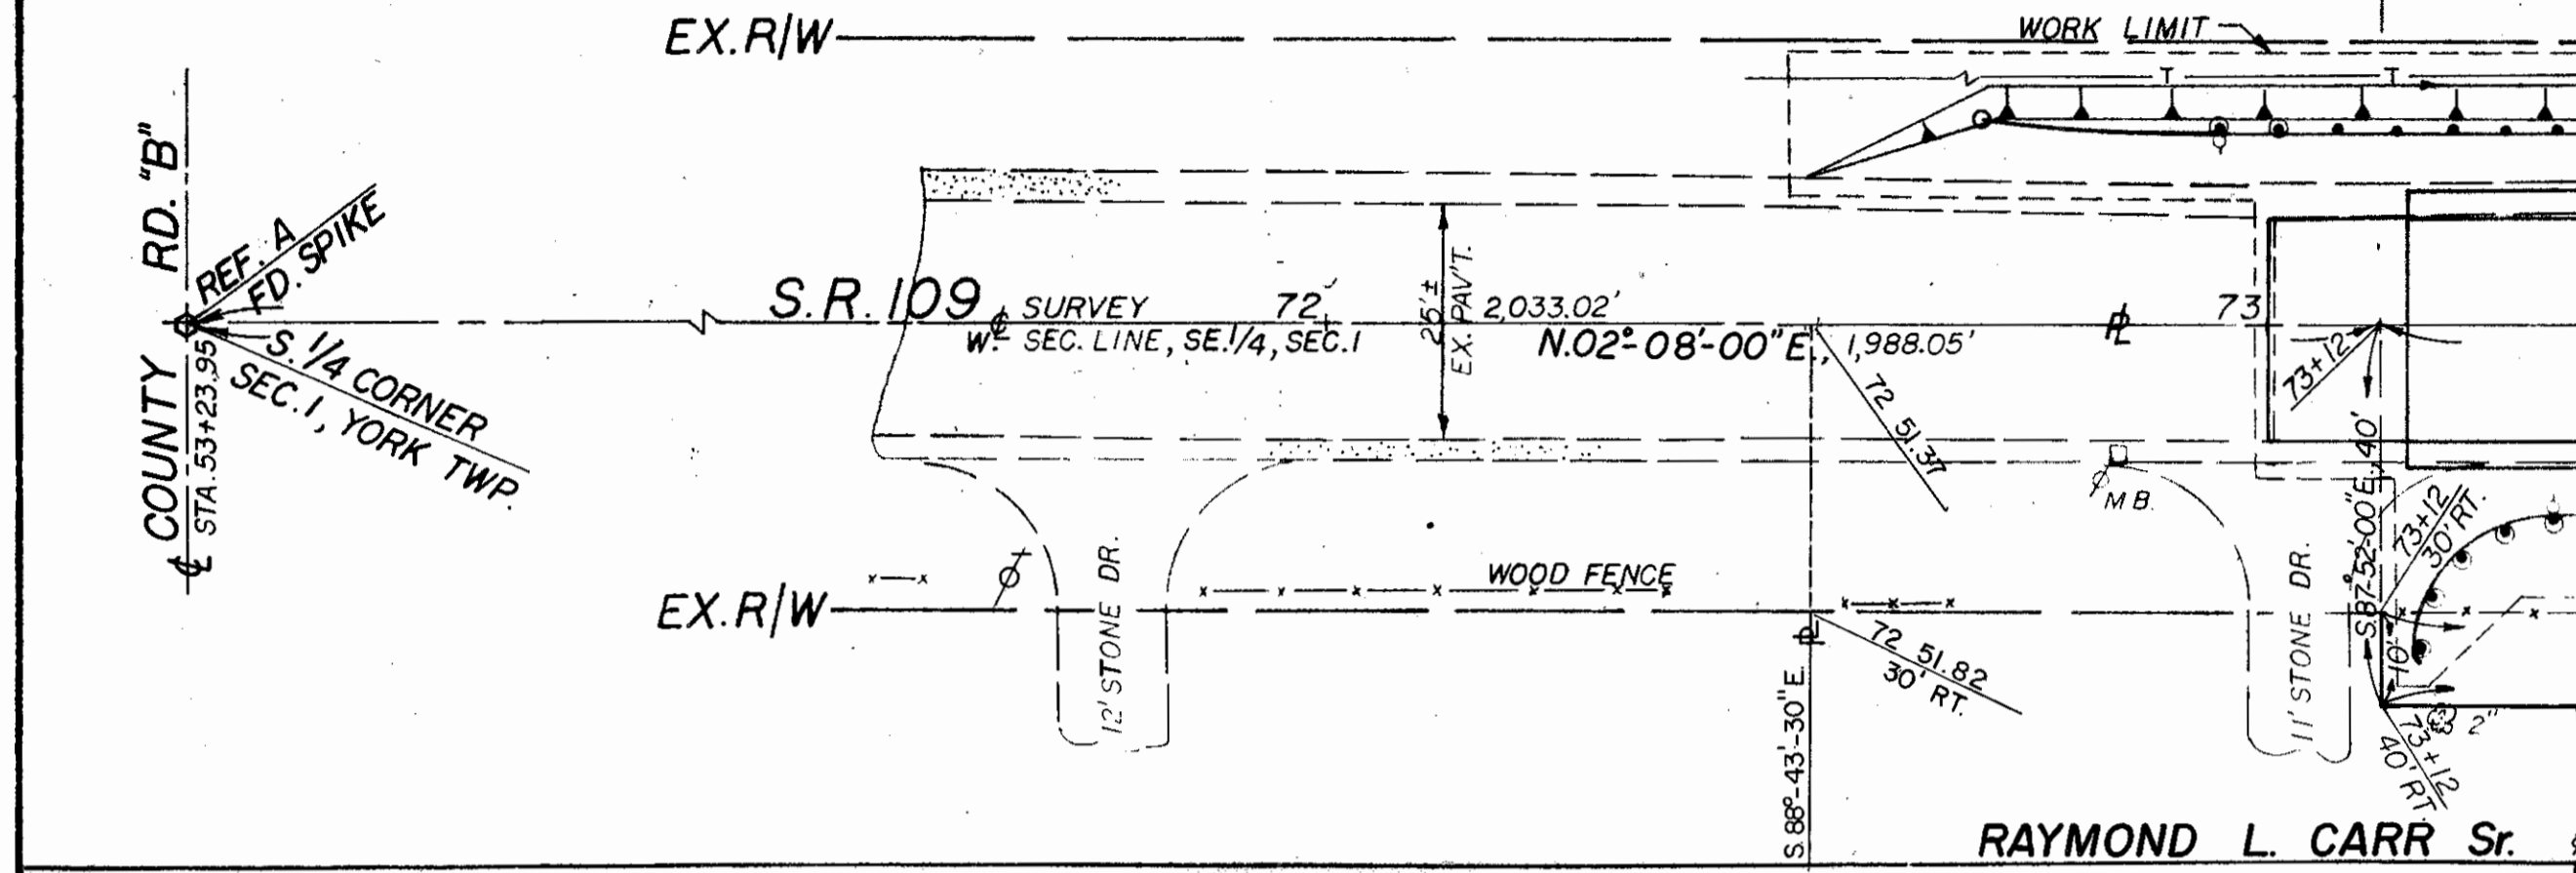 EX. R/W
WORK LIMIT
T T
COUNTY RD. "B"
STA. 53+23.95
REF. A
FD. SPIKE
S. 1/4 CORNER
SEC. 1, YORK TWP.
S.R. 109
℄ SURVEY 72 2,033.02'
W. SEC. LINE, SE.1/4, SEC.1
25'±
EX. PAV'T.
N.02°-08'-00"E., 1,988.05'
72 51.37
73
73+12
S.87°-52'-00"E., 40'
M B.
73+12
30' RT.
WOOD FENCE
EX. R/W
12' STONE DR.
72 51.82
30' RT.
S.88°-43'-30"E.
11' STONE DR.
10'
2"
73+12
40' RT.
℄
RAYMOND L. CARR Sr.